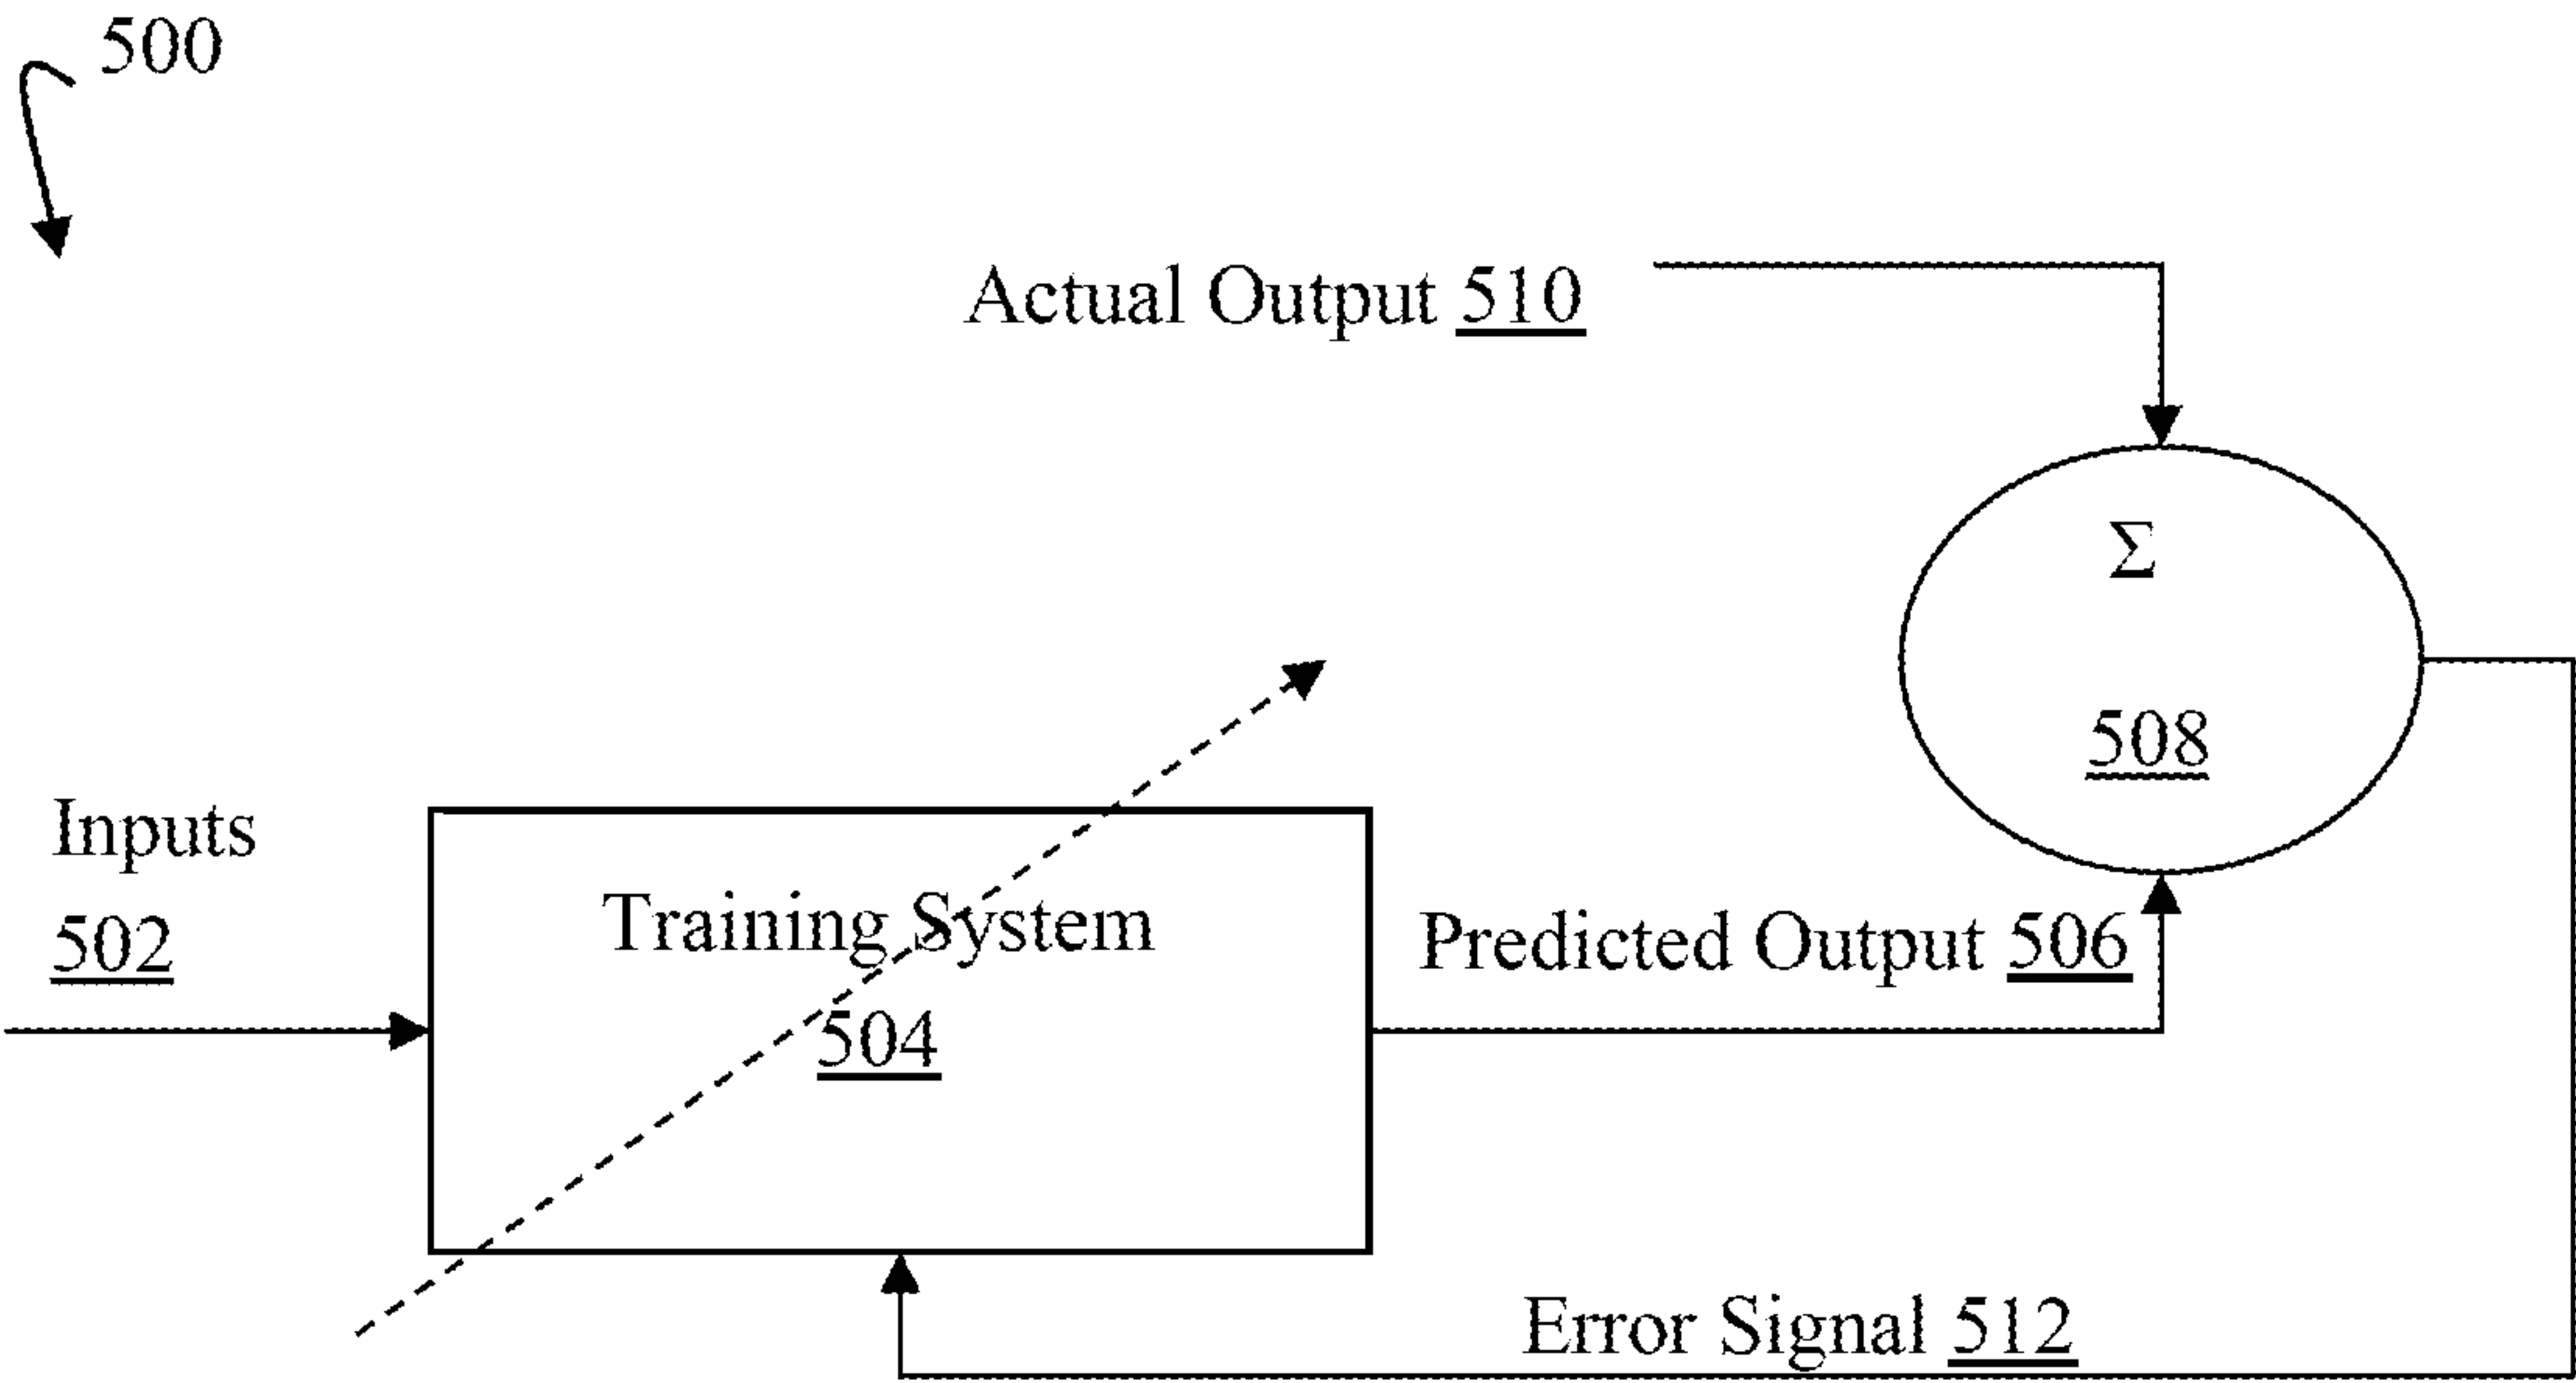 500
Actual Output 510
Σ
508
Inputs
502
Training System
504
Predicted Output 506
Error Signal 512